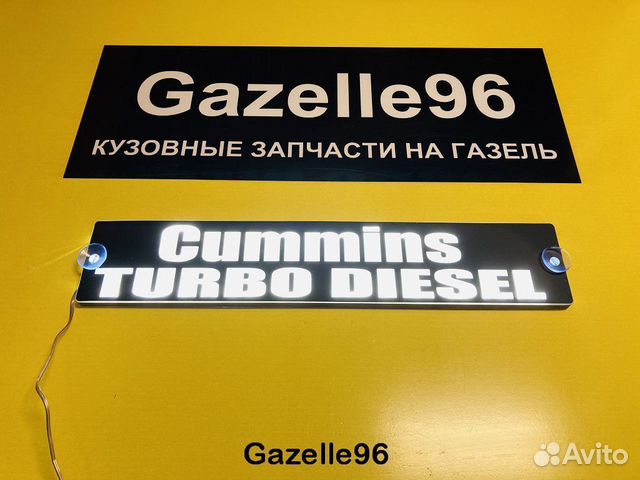 Gazelle96
КУЗОВНЫЕ ЗАПЧАСТИ НА ГАЗЕЛЬ
Cummins
TURBO DIESEL
Gazelle96
Avito